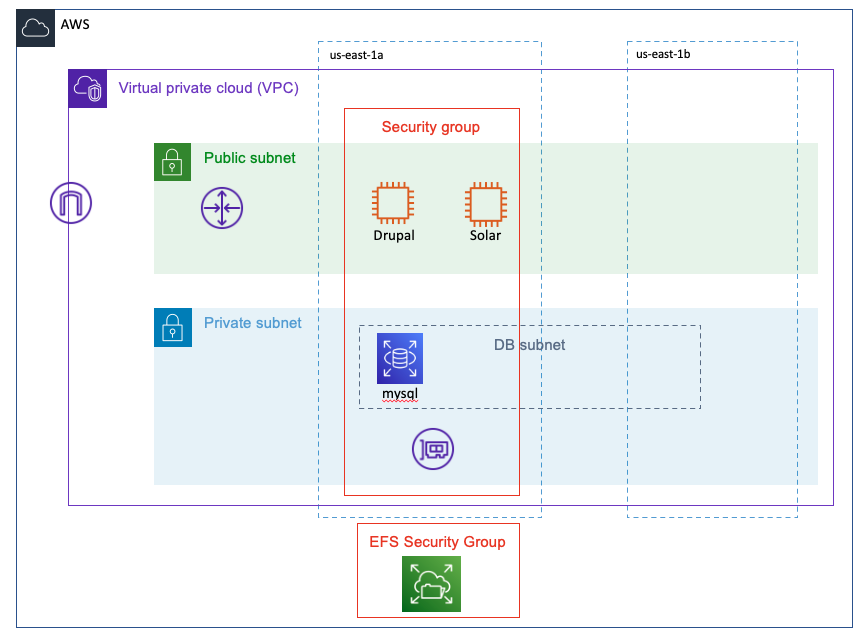 AWS
us-east-1a
us-east-1b
Virtual private cloud (VPC)
Security group
Public subnet
Drupal
Solar
Private subnet
DB subnet
mysql
EFS Security Group